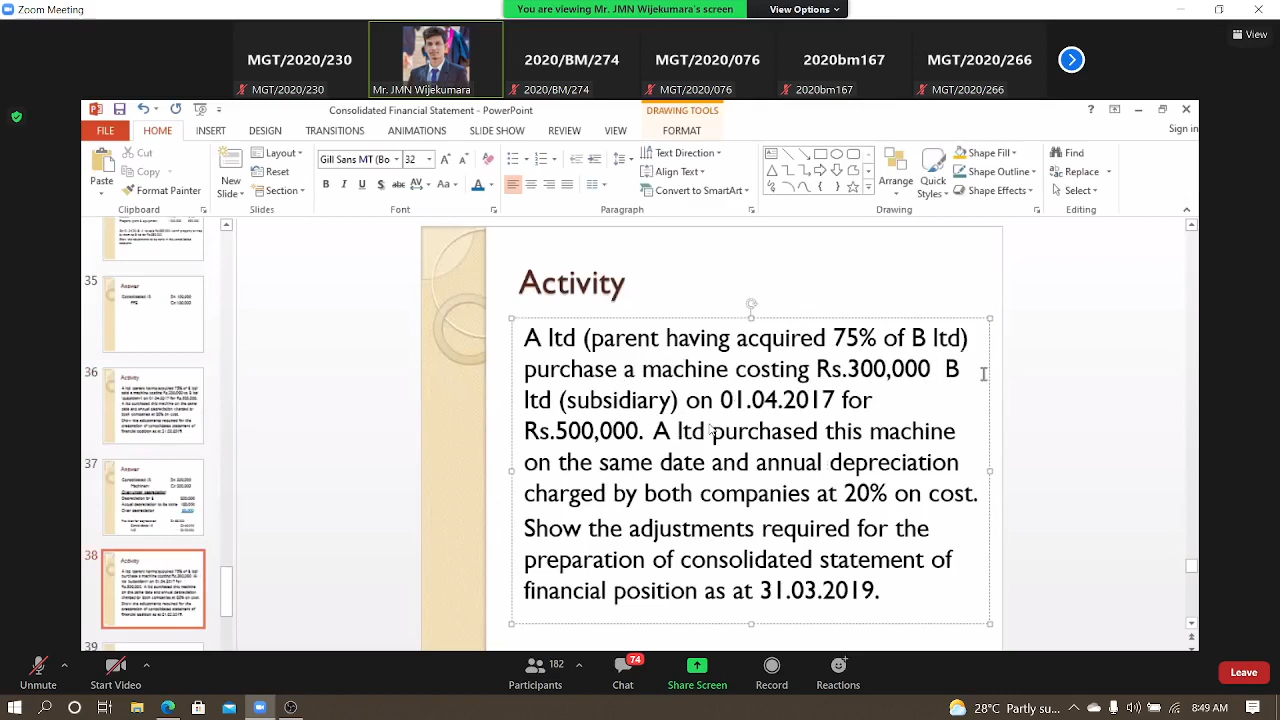 Zoom Meeting
You are viewing Mr. JMN Wijekumara's screen
View Options
View
MGT/2020/230
2020/BM/274
MGT/2020/076
2020bm167
MGT/2020/266
MGT/2020/230
Mr. JMN Wijekumara
2020/BM/274
MGT/2020/076
2020bm167
MGT/2020/266
Consolidated Financial Statement - PowerPoint
DRAWING TOOLS
FILE
HOME
INSERT
DESIGN
TRANSITIONS
ANIMATIONS
SLIDE SHOW
REVIEW
VIEW
FORMAT
Sign in
Paste
Cut
Copy
Format Painter
Clipboard
New
Slide
Layout
Reset
Section
Slides
Gill Sans MT (Bo
32
Font
Text Direction
Align Text
Convert to SmartArt
Paragraph
Arrange
Quick
Styles
Shape Fill
Shape Outline
Shape Effects
Drawing
Find
Replace
Select
Editing
35
36
37
38
39
Activity
A ltd (parent having acquired 75% of B ltd)
purchase a machine costing Rs.300,000 B
ltd (subsidiary) on 01.04.2017 for
Rs.500,000. A ltd purchased this machine
on the same date and annual depreciation
charged by both companies at 20% on cost.
Show the adjustments required for the
preparation of consolidated statement of
financial position as at 31.03.2019.
Unmute
Start Video
182
Participants
74
Chat
Share Screen
Record
Reactions
Leave
28°C Partly sunny
8:49 AM